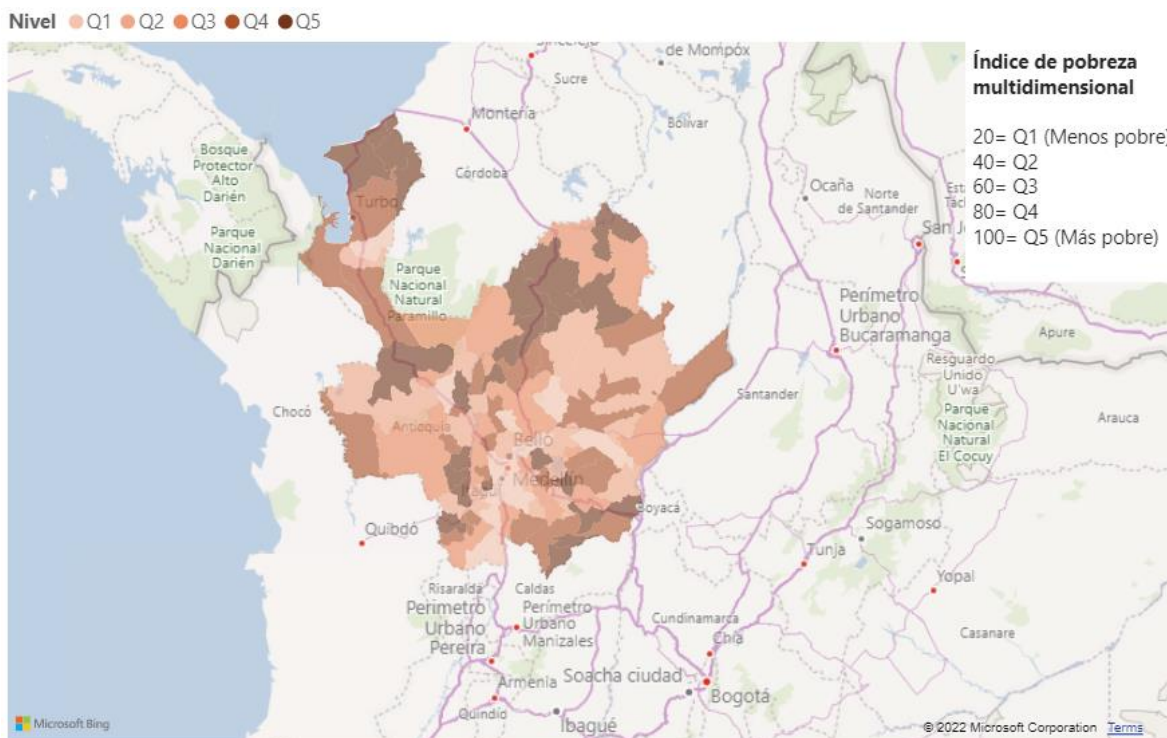 Nivel Q1 Q2 Q3 Q4 Q5
Índice de pobreza
multidimensional
20= Q1 (Menos pobre)
40= Q2
60= Q3
80= Q4
100= Q5 (Más pobre)
de Mompóx
Sucre
Montería
Bolívar
Bosque
Protector
Alto
Darién
Córdoba
Ocaña
Norte
de Santander
Turbo
Parque
Nacional
Darién
Parque
Nacional
Natural
Paramillo
Perímetro
Urbano
Bucaramanga
Apure
Resguardo
Unido
U'wa
Chocó
Santander
Arauca
Antioquia
Parque
Nacional
Natural
El Cocuy
Bello
Medellín
Itagüí
Boyacá
Quibdó
Sogamoso
Tunja
Yopal
Risaralda
Caldas
Perimetro
Urbano
Pereira
Perímetro
Urbano
Manizales
Cundinamarca
Chía
Casanare
Soacha ciudad
Armenia
Bogotá
Quindío
Ibagué
Microsoft Bing
© 2022 Microsoft Corporation Terms